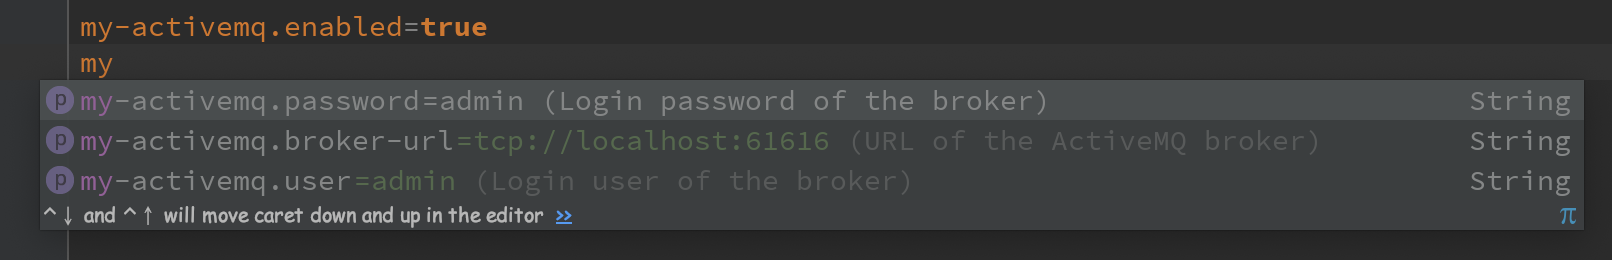 my-activemq.enabled=true
my
p my-activemq.password=admin (Login password of the broker) String
p my-activemq.broker-url=tcp://localhost:61616 (URL of the ActiveMQ broker) String
p my-activemq.user=admin (Login user of the broker) String
^↓ and ^↑ will move caret down and up in the editor >> π